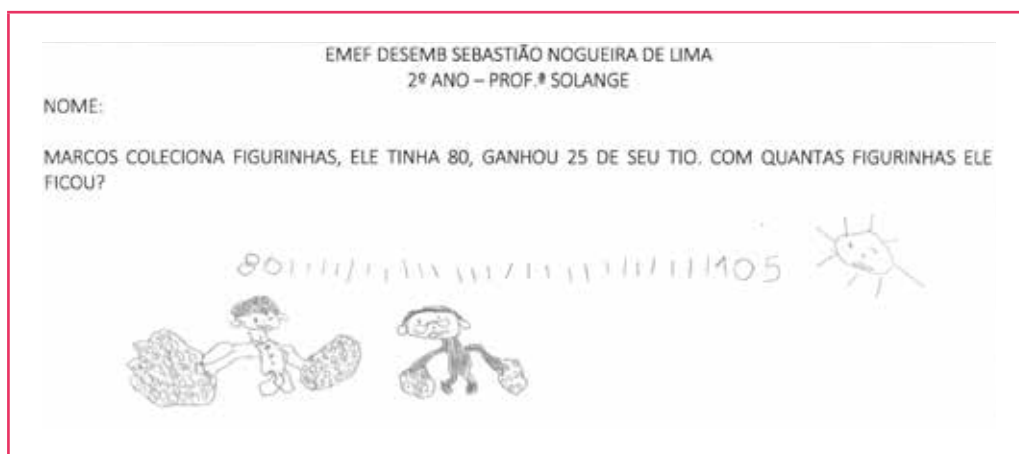 EMEF DESEMB SEBASTIÃO NOGUEIRA DE LIMA
2º ANO – PROF.ª SOLANGE
NOME:
MARCOS COLECIONA FIGURINHAS, ELE TINHA 80, GANHOU 25 DE SEU TIO. COM QUANTAS FIGURINHAS ELE
FICOU?
80 105